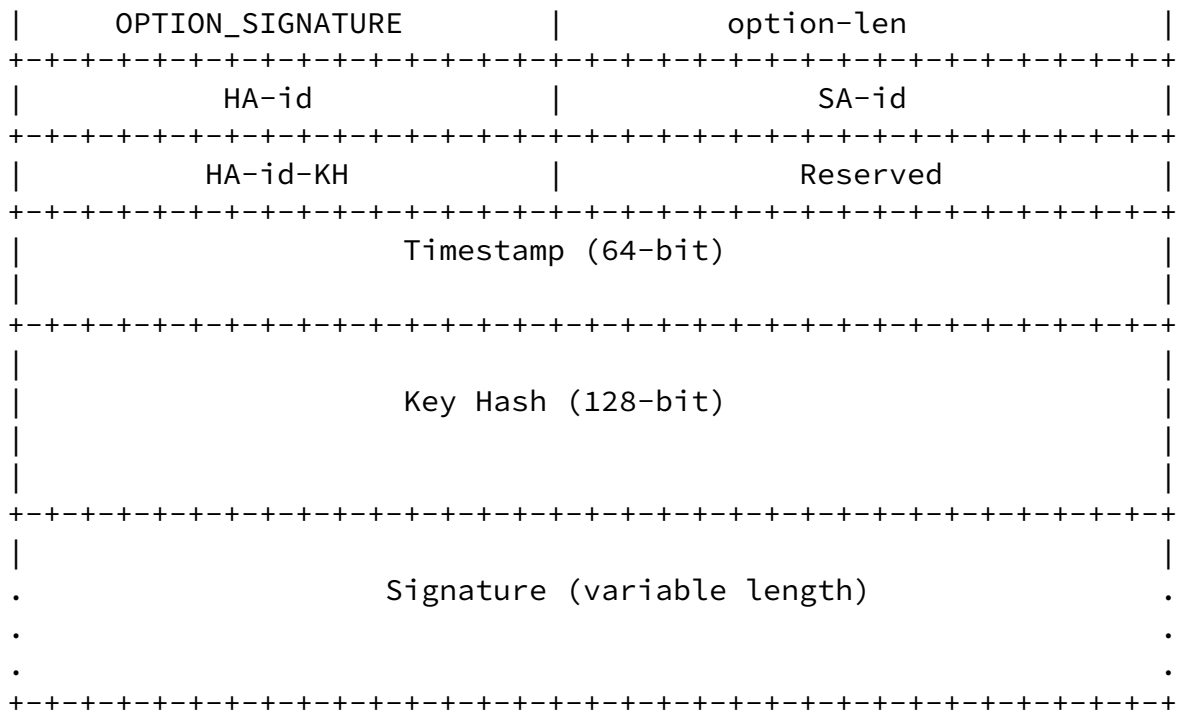 | OPTION_SIGNATURE | option-len |
+-+-+-+-+-+-+-+-+-+-+-+-+-+-+-+-+-+-+-+-+-+-+-+-+-+-+-+-+-+-+-+-+
| HA-id | SA-id |
+-+-+-+-+-+-+-+-+-+-+-+-+-+-+-+-+-+-+-+-+-+-+-+-+-+-+-+-+-+-+-+-+
| HA-id-KH | Reserved |
+-+-+-+-+-+-+-+-+-+-+-+-+-+-+-+-+-+-+-+-+-+-+-+-+-+-+-+-+-+-+-+-+
| Timestamp (64-bit) |
| |
+-+-+-+-+-+-+-+-+-+-+-+-+-+-+-+-+-+-+-+-+-+-+-+-+-+-+-+-+-+-+-+-+
| |
| Key Hash (128-bit) |
| |
| |
+-+-+-+-+-+-+-+-+-+-+-+-+-+-+-+-+-+-+-+-+-+-+-+-+-+-+-+-+-+-+-+-+
| |
. Signature (variable length) .
. .
. .
+-+-+-+-+-+-+-+-+-+-+-+-+-+-+-+-+-+-+-+-+-+-+-+-+-+-+-+-+-+-+-+-+